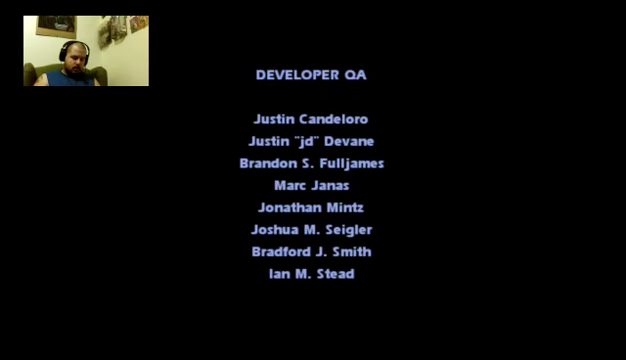 DEVELOPER QA
Justin Candeloro
Justin "jd" Devane
Brandon S. Fulljames
Marc Janas
Jonathan Mintz
Joshua M. Seigler
Bradford J. Smith
Ian M. Stead